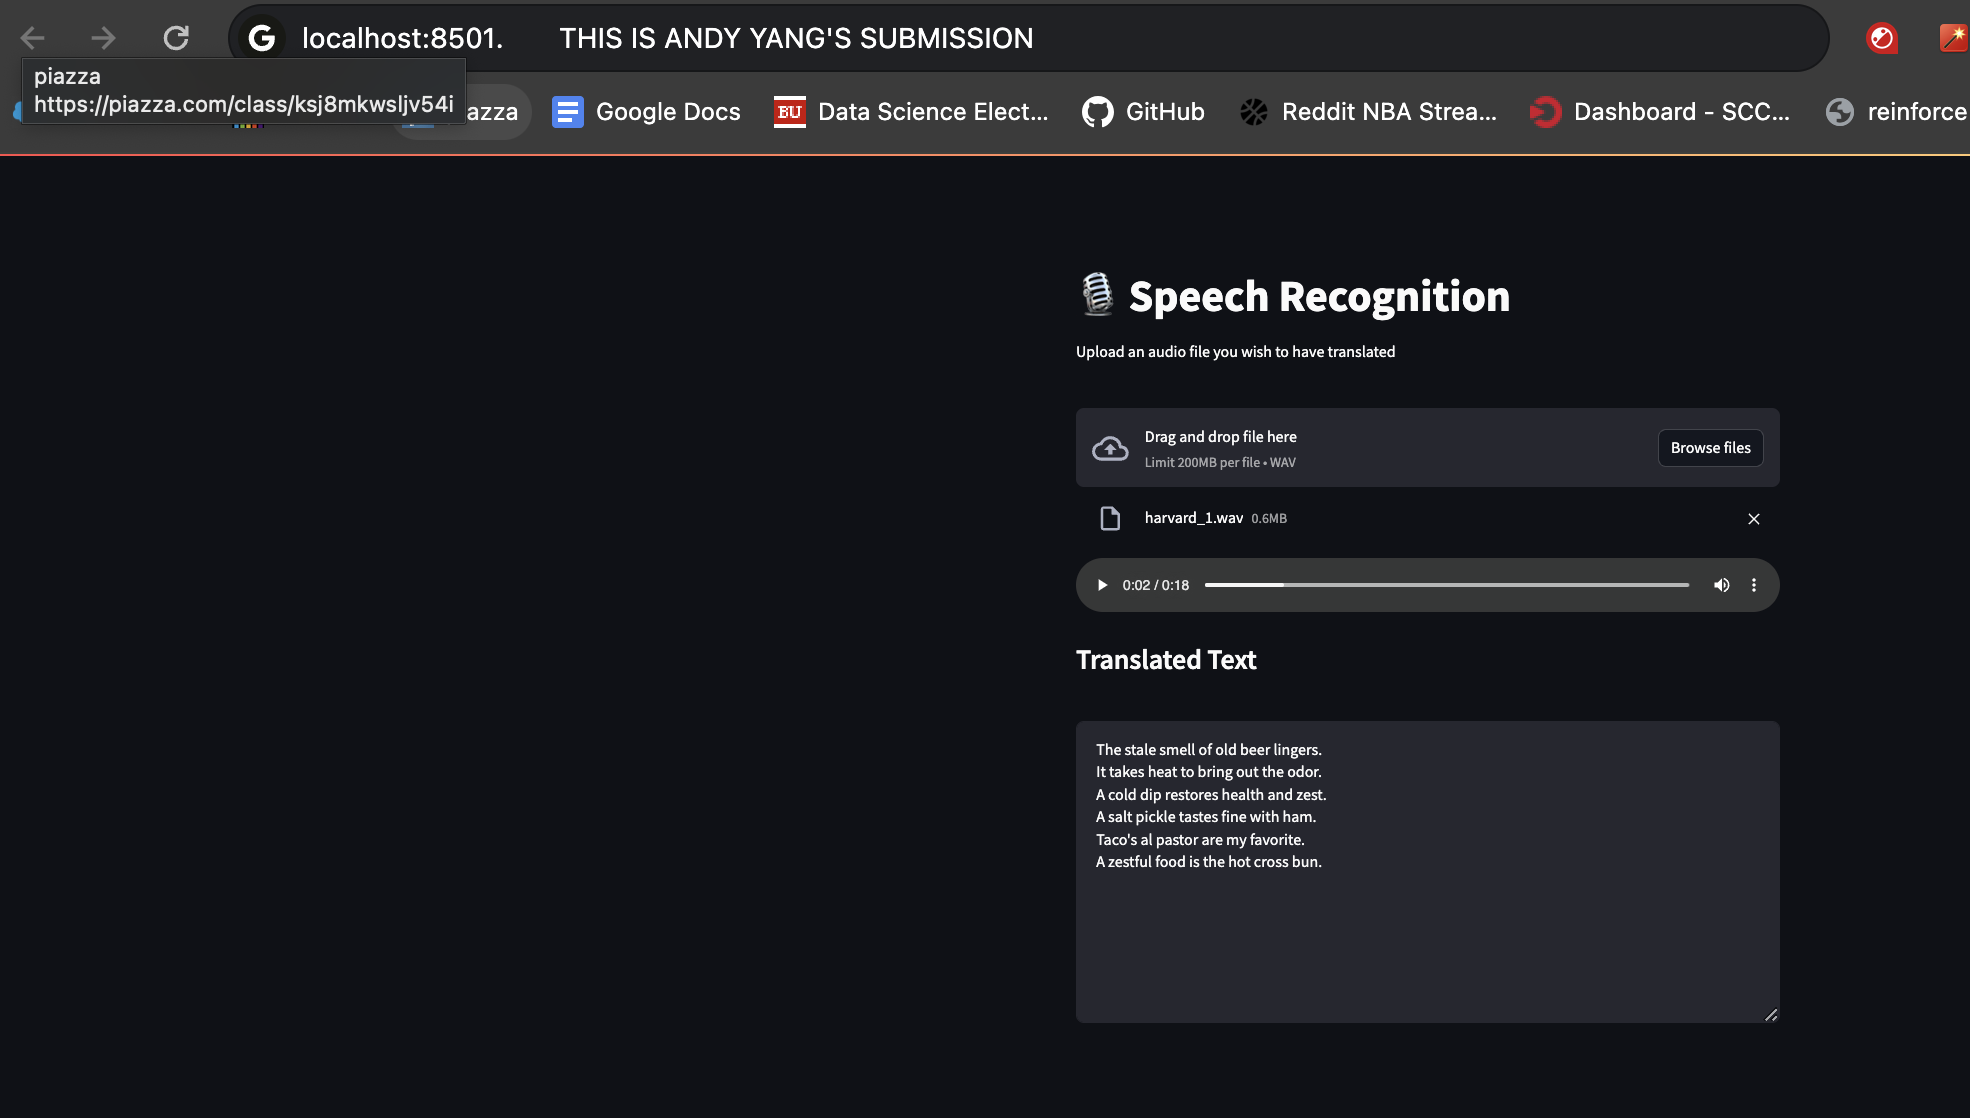 localhost:8501. THIS IS ANDY YANG'S SUBMISSION
piazza
https://piazza.com/class/ksj8mkwsljv54i
azza
Google Docs
BU Data Science Elect...
GitHub
Reddit NBA Strea...
Dashboard - SCC...
reinforce
Speech Recognition
Upload an audio file you wish to have translated
Drag and drop file here
Limit 200MB per file • WAV
Browse files
harvard_1.wav 0.6MB
0:02 / 0:18
Translated Text
The stale smell of old beer lingers.
It takes heat to bring out the odor.
A cold dip restores health and zest.
A salt pickle tastes fine with ham.
Taco's al pastor are my favorite.
A zestful food is the hot cross bun.